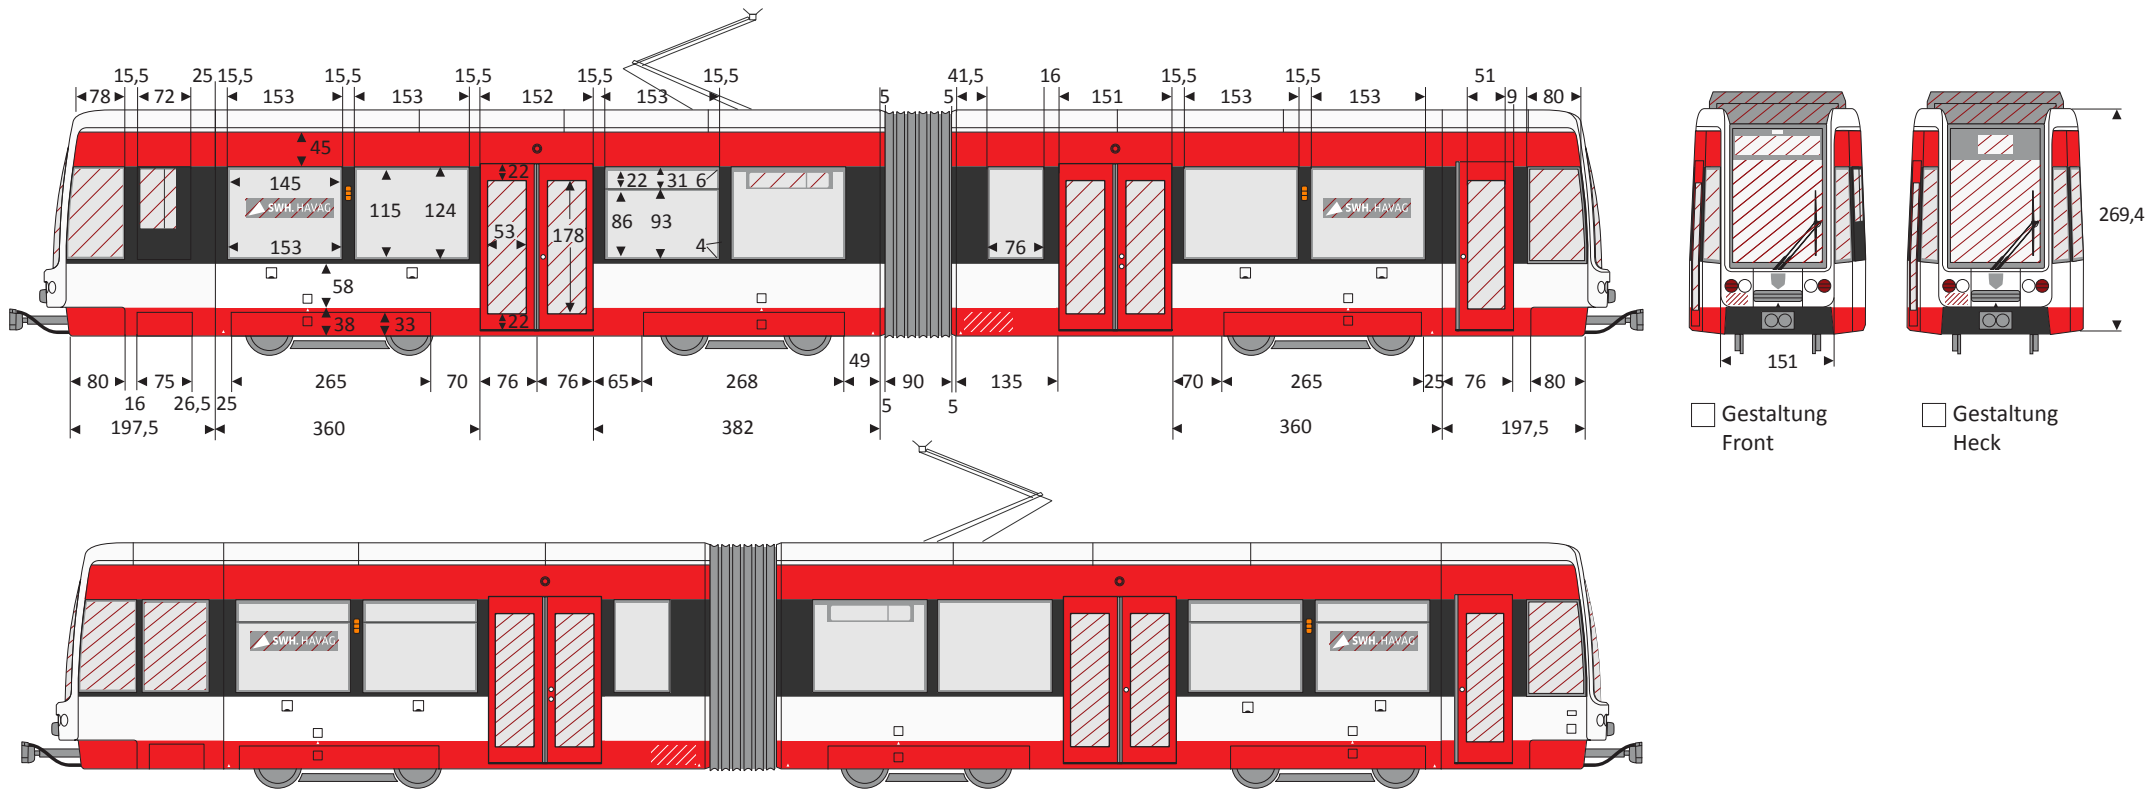 15,5 25 15,5 15,5 15,5 15,5 15,5 41,5 16 15,5 15,5 51
78 72 153 153 152 153 5 5 151 153 153 9 80
45
22
22 31 6
145
SWH. HAVAG
SWH. HAVAG
115 124
86 93
53 178
153
4
76
58
38 33
22
269,4
49
80 75 265 70 76 76 65 268 90 135 70 265 25 76 80
151
16 26,5 25 5 5
197,5 360 382 360 197,5
Gestaltung
Front
Gestaltung
Heck
SWH. HAVAG
SWH. HAVAG